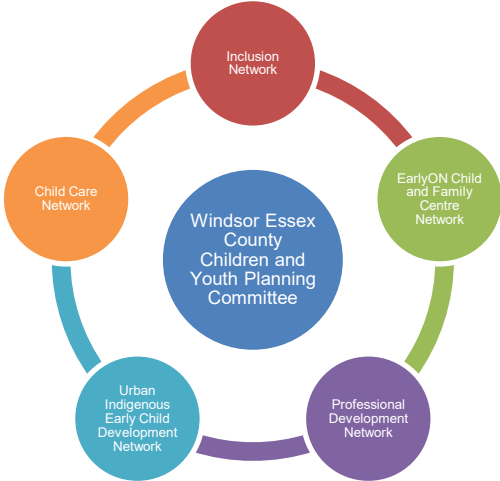 Inclusion
Network
EarlyON Child
and Family
Centre
Network
Child Care
Network
Windsor Essex
County
Children and
Youth Planning
Committee
Urban
Indigenous
Early Child
Development
Network
Professional
Development
Network